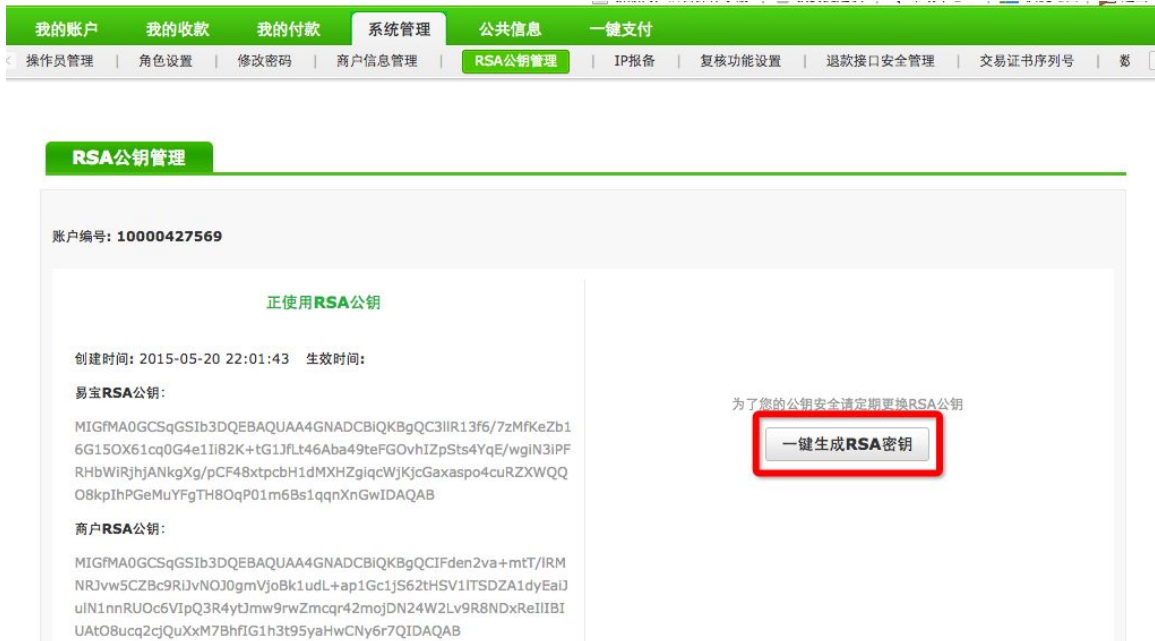 我的账户 我的收款 我的付款 系统管理 公共信息 一键支付
操作员管理 | 角色设置 | 修改密码 | 商户信息管理 | RSA公钥管理 | IP报备 | 复核功能设置 | 退款接口安全管理 | 交易证书序列号 |
RSA公钥管理
账户编号: 10000427569
正使用RSA公钥
创建时间: 2015-05-20 22:01:43 生效时间:
易宝RSA公钥:
MIGfMA0GCSqGSIb3DQEBAQUAA4GNADCBiQKBgQC3llR13f6/7zMfKeZb1
6G15OX61cq0G4e1Ii82K+tG1JfLt46Aba49teFGOvhIZpSts4YqE/wgiN3iPF
RHbWiRjhjANkgXg/pCF48xtpcbH1dMXHZgiqcWjKjcGaxaspo4cuRZXWQQ
O8kpIhPGeMuYFgTH8OqP01m6Bs1qqnXnGwIDAQAB
商户RSA公钥:
MIGfMA0GCSqGSIb3DQEBAQUAA4GNADCBiQKBgQCIFden2va+mtT/lRM
NRJvw5CZBc9RiJvNOJ0gmVjoBk1udL+ap1Gc1jS62tHSV1lTSDZA1dyEaiJ
ulN1nnRUOc6VIpQ3R4ytJmw9rwZmcqr42mojDN24W2Lv9R8NDxReIlIBI
UAtO8ucq2cjQuXxM7BhfIG1h3t95yaHwCNy6r7QIDAQAB
为了您的公钥安全请定期更换RSA公钥
一键生成RSA密钥